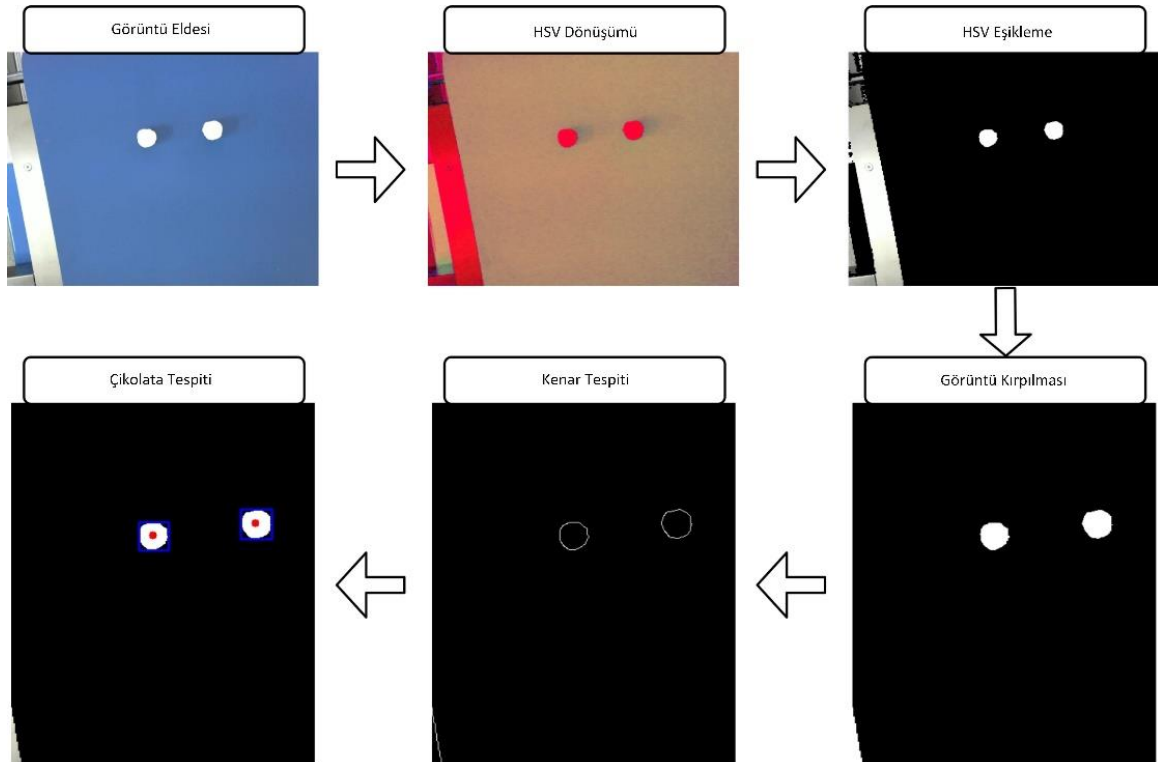 Görüntü Eldesi
HSV Dönüşümü
HSV Eşikleme
Çikolata Tespiti
Kenar Tespiti
Görüntü Kırpılması